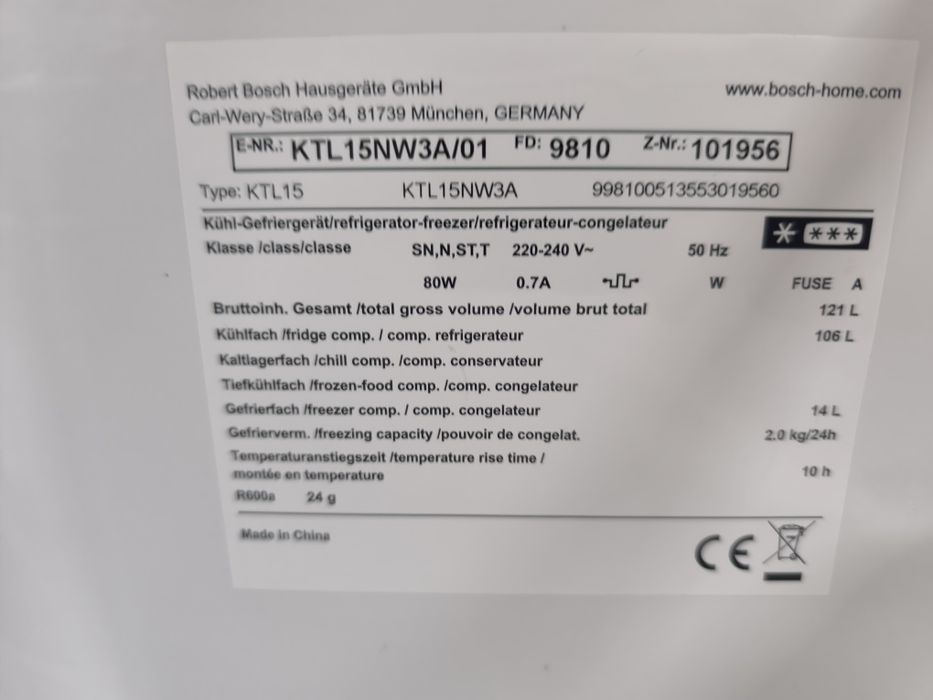 Robert Bosch Hausgeräte GmbH www.bosch-home.com
Carl-Wery-Straße 34, 81739 München, GERMANY
E-NR.: KTL15NW3A/01 FD: 9810 Z-Nr.: 101956
Type: KTL15 KTL15NW3A 998100513553019560
Kühl-Gefriergerät/refrigerator-freezer/refrigerateur-congelateur
Klasse /class/classe SN,N,ST,T 220-240 V~ 50 Hz
80W 0.7A W FUSE A
Bruttoinh. Gesamt /total gross volume /volume brut total 121 L
Kühlfach /fridge comp. / comp. refrigerateur 106 L
Kaltlagerfach /chill comp. /comp. conservateur
Tiefkühlfach /frozen-food comp. /comp. congelateur
Gefrierfach /freezer comp. / comp. congelateur 14 L
Gefrierverm. /freezing capacity /pouvoir de congelat. 2.0 kg/24h
Temperaturanstiegszeit /temperature rise time /
montée en temperature 10 h
R600a 24 g
Made in China
CE